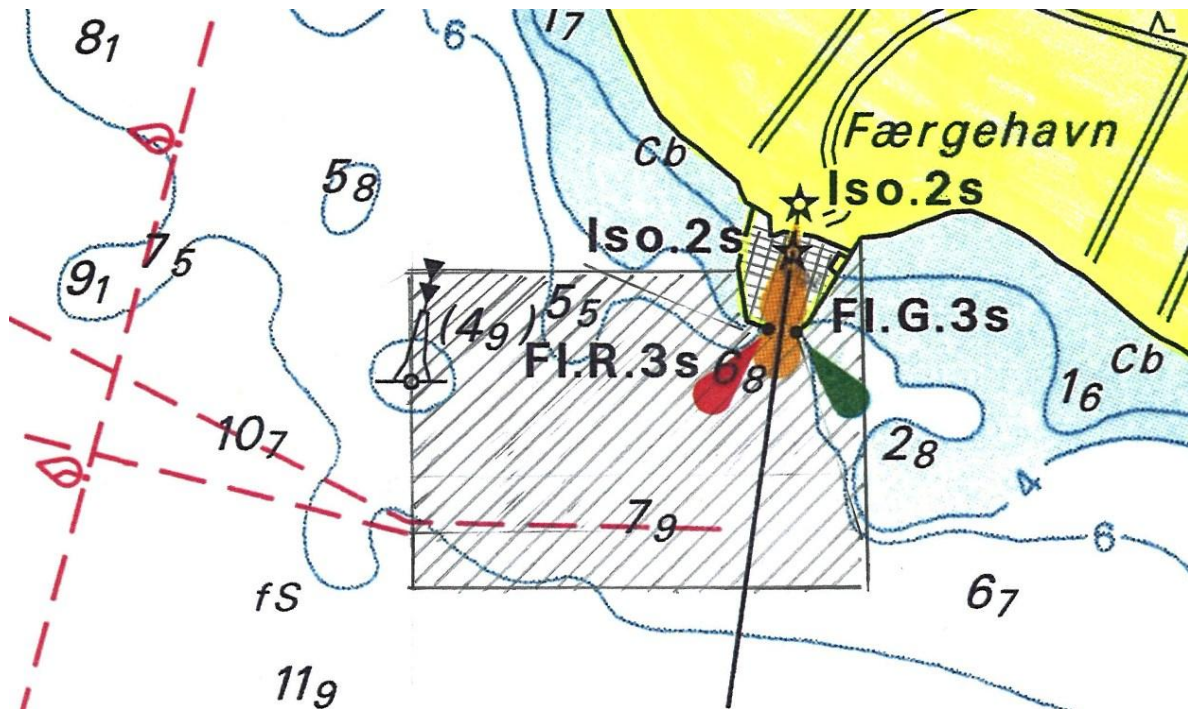 8₁
6
17
Cb
Færgehavn
5₈
Iso.2s
Iso.2s
7₅
9₁
5₅
(4₉)
Fl.G.3s
Fl.R.3s
6₈
Cb
1₆
10₇
2₈
4
7₉
6
fS
6₇
11₉